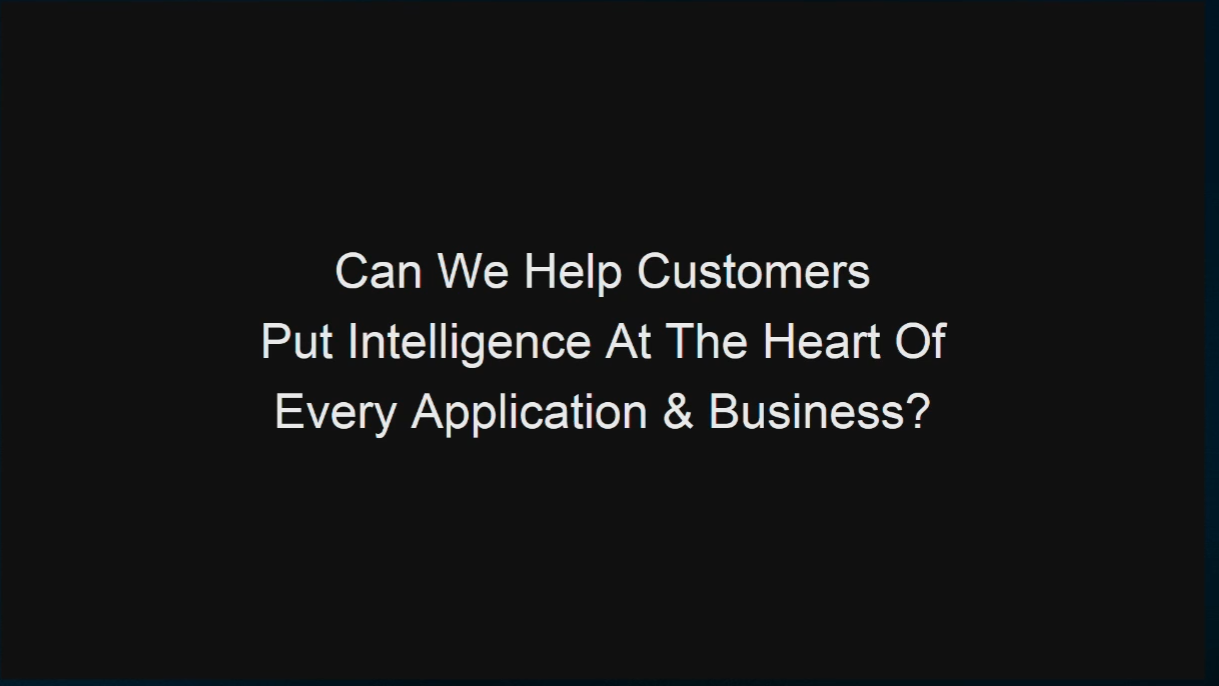 Can We Help Customers
Put Intelligence At The Heart Of
Every Application & Business?